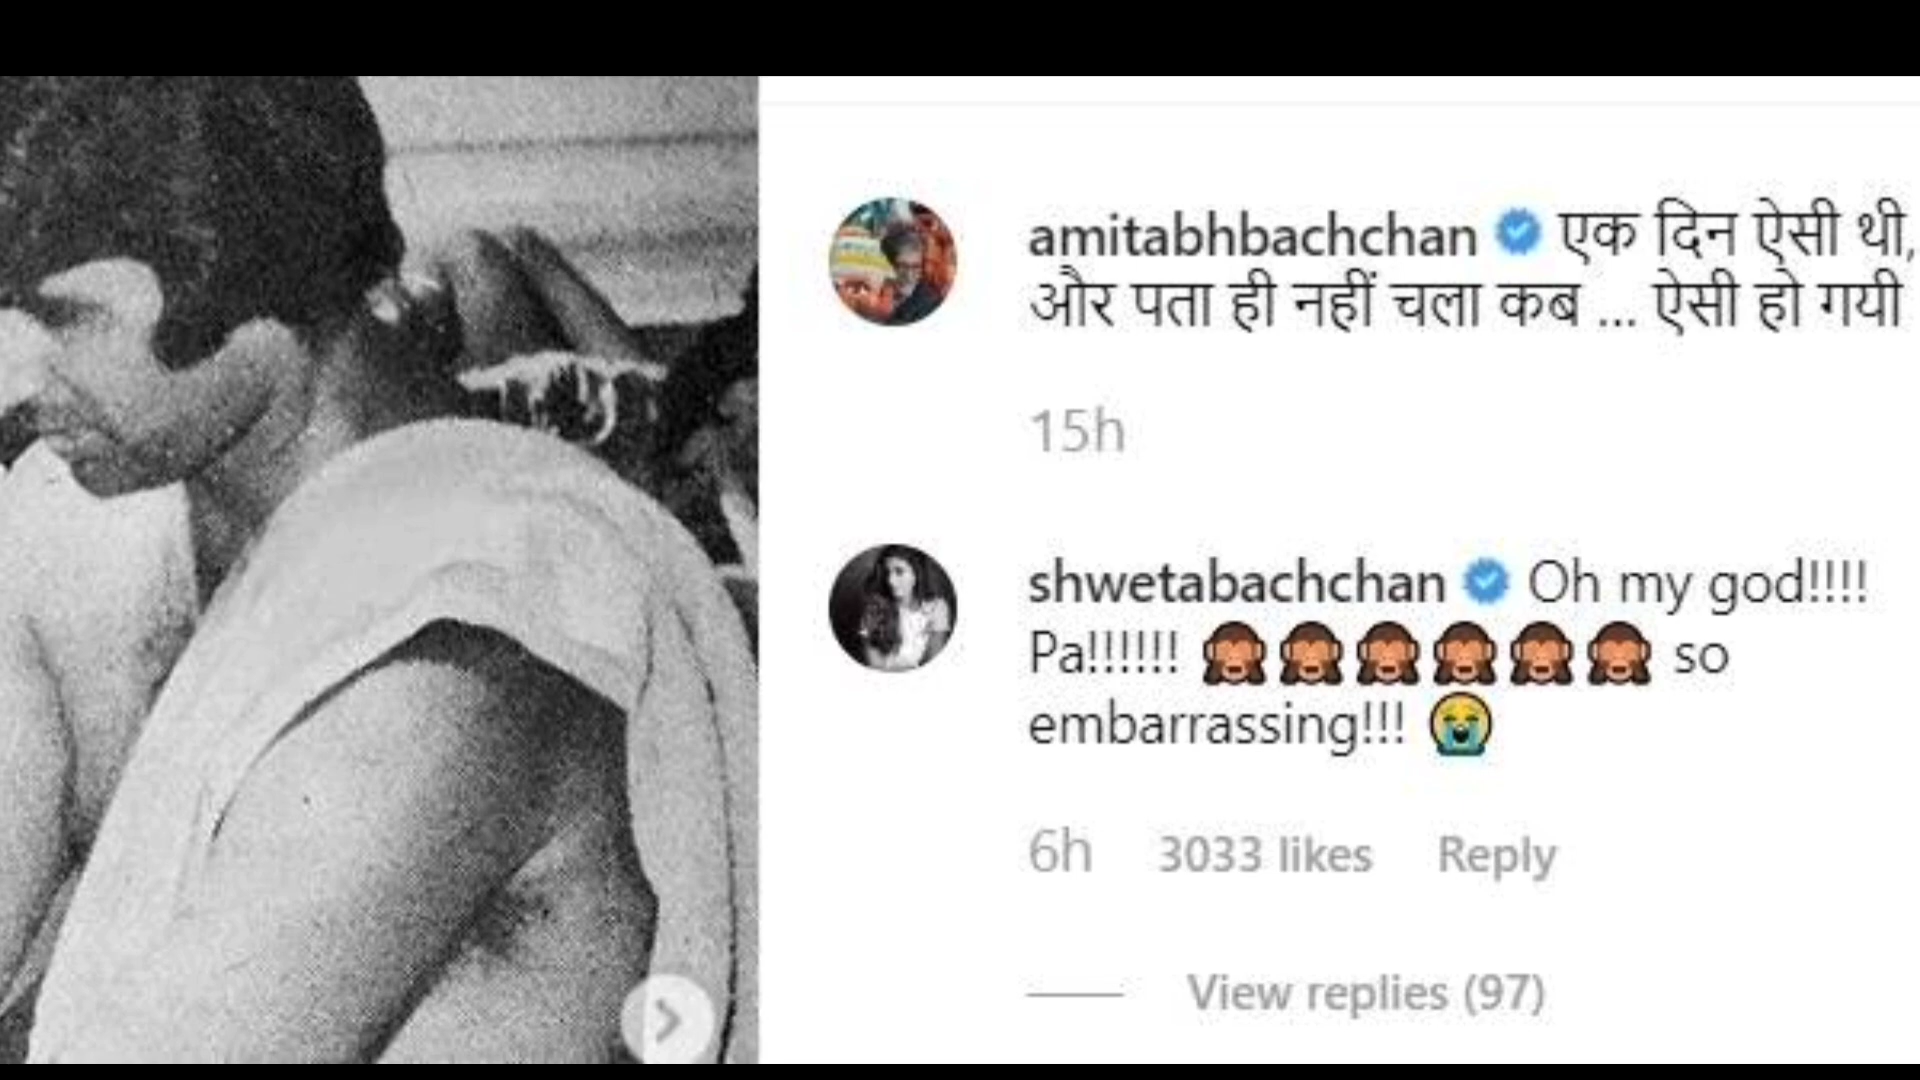 amitabhbachchan एक दिन ऐसी थी,
और पता ही नहीं चला कब ... ऐसी हो गयी
15h
shwetabachchan Oh my god!!!!
Pa!!!!!! 🙈🙈🙈🙈🙈🙈 so
embarrassing!!! 😭
6h 3033 likes Reply
View replies (97)